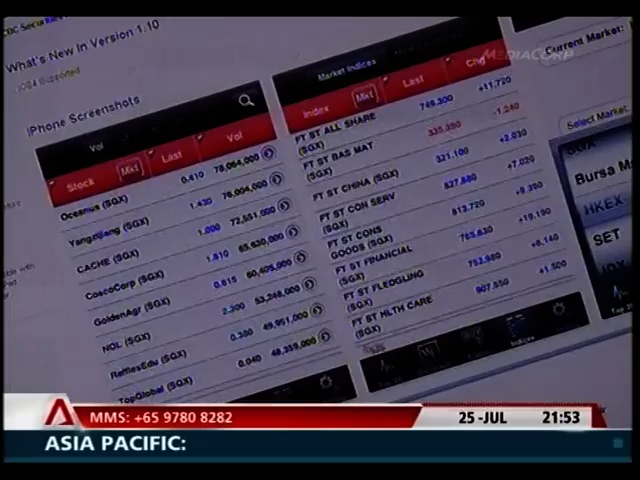 What's New In Version 1.10
iOS4 Supported
iPhone Screenshots
MEDIACORP
Current Market:
Vol
Stock Mkt Last Vol
Oceanus (SGX) 0.410 78,064,000
Yangzijiang (SGX) 1.430 76,004,000
CACHE (SGX) 1.000 72,551,000
CoscoCorp (SGX) 1.810 65,630,000
GoldenAgr (SGX) 0.615 60,405,000
NOL (SGX) 2.300 53,248,000
RafflesEdu (SGX) 0.300 49,951,000
TopGlobal (SGX) 0.040 48,359,000
Market Indices
Index Mkt Last Chg
FT ST ALL SHARE (SGX) 749.300 +11.720
FT ST BAS MAT (SGX) 335.350 -1.240
FT ST CHINA (SGX) 321.100 +2.030
FT ST CON SERV (SGX) 827.880 +7.020
FT ST CONS GOODS (SGX) 813.720 +9.390
FT ST FINANCIAL (SGX) 765.630 +19.190
FT ST FLEDGLING (SGX) 753.980 +8.140
FT ST HLTH CARE (SGX) 907.550 +1.500
Indices
Select Market:
SGX
Bursa M
HKEX
SET
MMS: +65 9780 8282
25-JUL
21:53
ASIA PACIFIC: